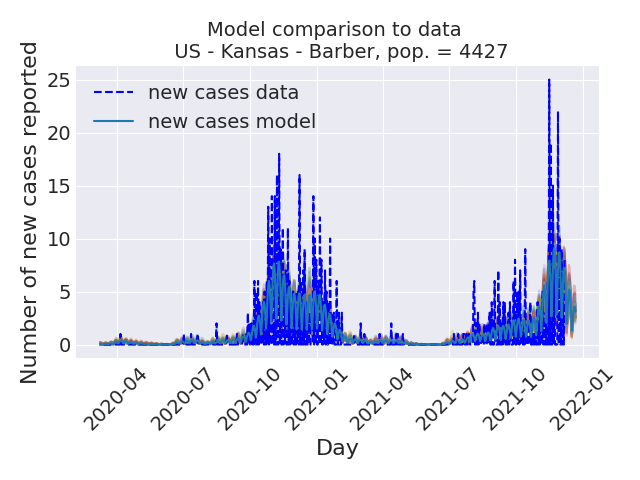 Model comparison to data
US - Kansas - Barber, pop. = 4427
Number of new cases reported
25
20
15
10
5
0
new cases data
new cases model
2020-04
2020-07
2020-10
2021-01
2021-04
2021-07
2021-10
2022-01
Day